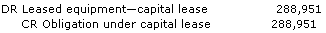 DR Leased equipment—capital lease 288,951
CR Obligation under capital lease 288,951